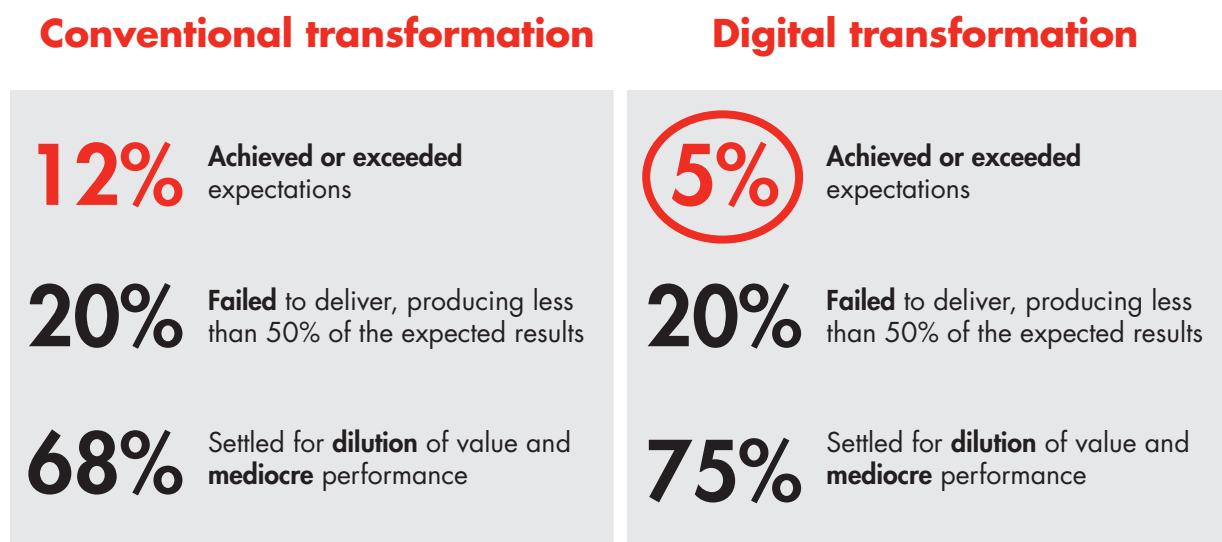 Conventional transformation
12%
Achieved or exceeded
expectations
20%
Failed to deliver, producing less
than 50% of the expected results
68%
Settled for dilution of value and
mediocre performance
Digital transformation
5%
Achieved or exceeded
expectations
20%
Failed to deliver, producing less
than 50% of the expected results
75%
Settled for dilution of value and
mediocre performance